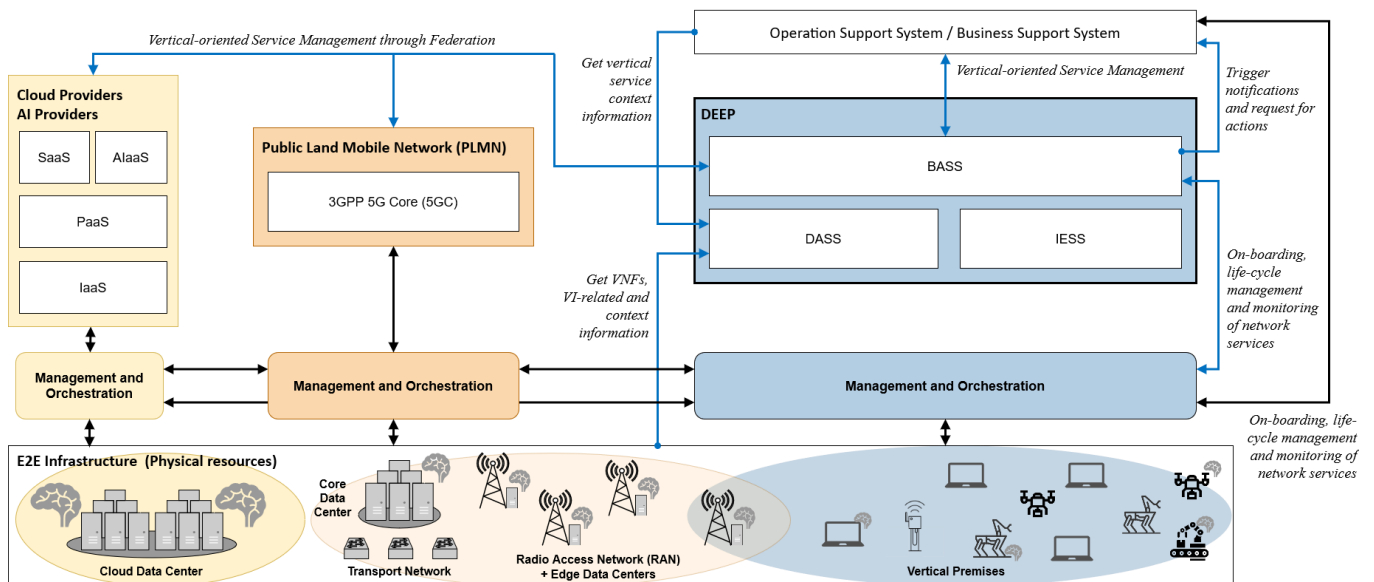 Vertical-oriented Service Management through Federation
Operation Support System / Business Support System
Get vertical
service
context
information
Vertical-oriented Service Management
Trigger
notifications
and request for
actions
Cloud Providers
AI Providers
SaaS
AIaaS
PaaS
IaaS
Public Land Mobile Network (PLMN)
3GPP 5G Core (5GC)
DEEP
BASS
DASS
IESS
Get VNFs,
VI-related and
context
information
On-boarding,
life-cycle
management
and monitoring
of network
services
Management and
Orchestration
Management and Orchestration
Management and Orchestration
On-boarding, life-
cycle management
and monitoring of
network services
E2E Infrastructure (Physical resources)
Cloud Data Center
Core
Data
Center
Transport Network
Radio Access Network (RAN)
+ Edge Data Centers
Vertical Premises